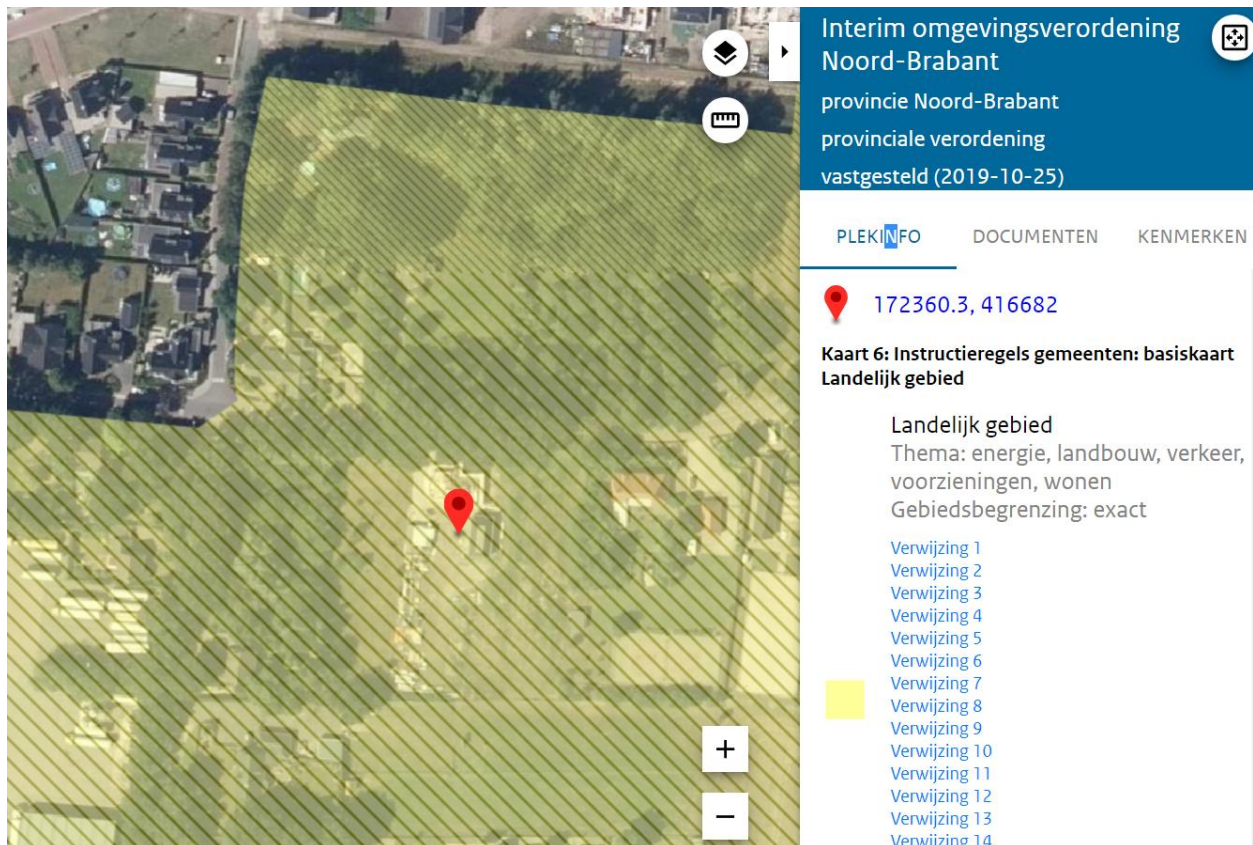 Interim omgevingsverordening
Noord-Brabant
provincie Noord-Brabant
provinciale verordening
vastgesteld (2019-10-25)
PLEKINFO DOCUMENTEN KENMERKEN
172360.3, 416682
Kaart 6: Instructieregels gemeenten: basiskaart
Landelijk gebied
Landelijk gebied
Thema: energie, landbouw, verkeer,
voorzieningen, wonen
Gebiedsbegrenzing: exact
Verwijzing 1
Verwijzing 2
Verwijzing 3
Verwijzing 4
Verwijzing 5
Verwijzing 6
Verwijzing 7
Verwijzing 8
Verwijzing 9
Verwijzing 10
Verwijzing 11
Verwijzing 12
Verwijzing 13
Verwijzing 14